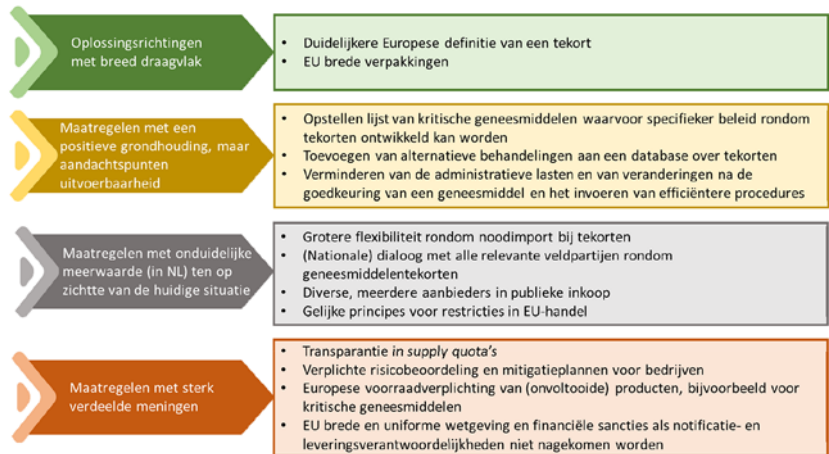 Oplossingsrichtingen
met breed draagvlak
• Duidelijkere Europese definitie van een tekort
• EU brede verpakkingen
Maatregelen met een
positieve grondhouding, maar
aandachtspunten
uitvoerbaarheid
• Opstellen lijst van kritische geneesmiddelen waarvoor specifieker beleid rondom
tekorten ontwikkeld kan worden
• Toevoegen van alternatieve behandelingen aan een database over tekorten
• Verminderen van de administratieve lasten en van veranderingen na de
goedkeuring van een geneesmiddel en het invoeren van efficiëntere procedures
Maatregelen met onduidelijke
meerwaarde (in NL) ten op
zichtte van de huidige situatie
• Grotere flexibiliteit rondom noodimport bij tekorten
• (Nationale) dialoog met alle relevante veldpartijen rondom
geneesmiddelentekorten
• Diverse, meerdere aanbieders in publieke inkoop
• Gelijke principes voor restricties in EU-handel
Maatregelen met sterk
verdeelde meningen
• Transparantie in supply quota's
• Verplichte risicobeoordeling en mitigatieplannen voor bedrijven
• Europese voorraadverplichting van (onvoltooide) producten, bijvoorbeeld voor
kritische geneesmiddelen
• EU brede en uniforme wetgeving en financiële sancties als notificatie- en
leveringsverantwoordelijkheden niet nagekomen worden